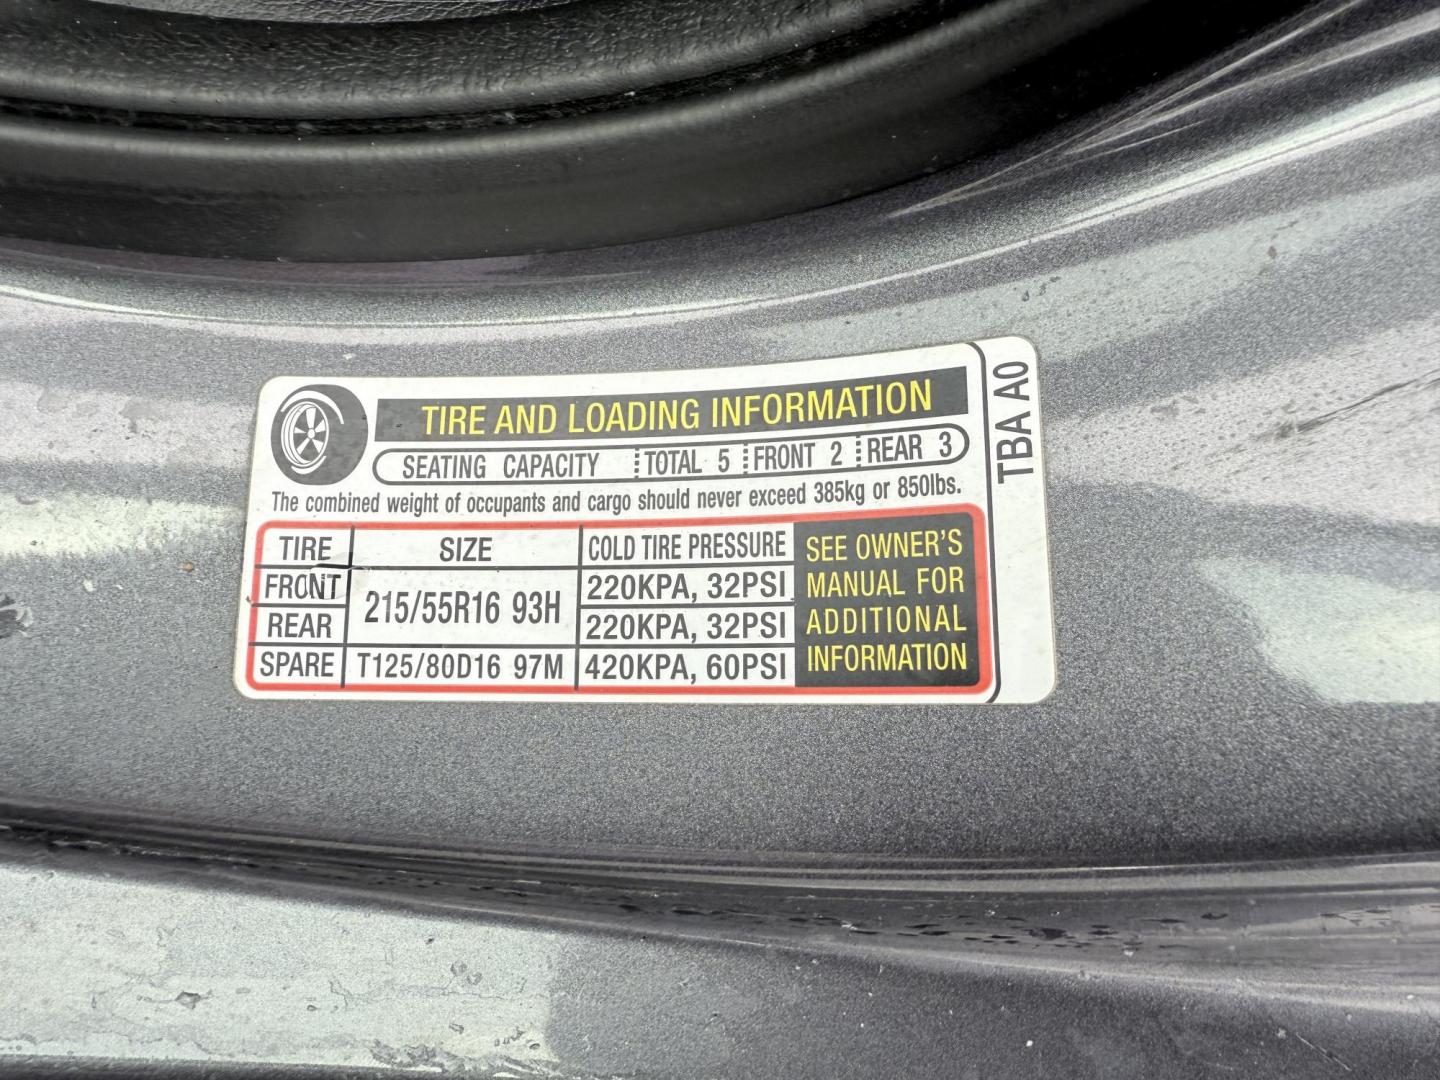 TIRE AND LOADING INFORMATION
SEATING CAPACITY TOTAL 5 FRONT 2 REAR 3
The combined weight of occupants and cargo should never exceed 385kg or 850lbs.
TIRE SIZE COLD TIRE PRESSURE
FRONT 215/55R16 93H 220KPA, 32PSI
REAR 220KPA, 32PSI
SPARE T125/80D16 97M 420KPA, 60PSI
SEE OWNER'S
MANUAL FOR
ADDITIONAL
INFORMATION
TBA A0